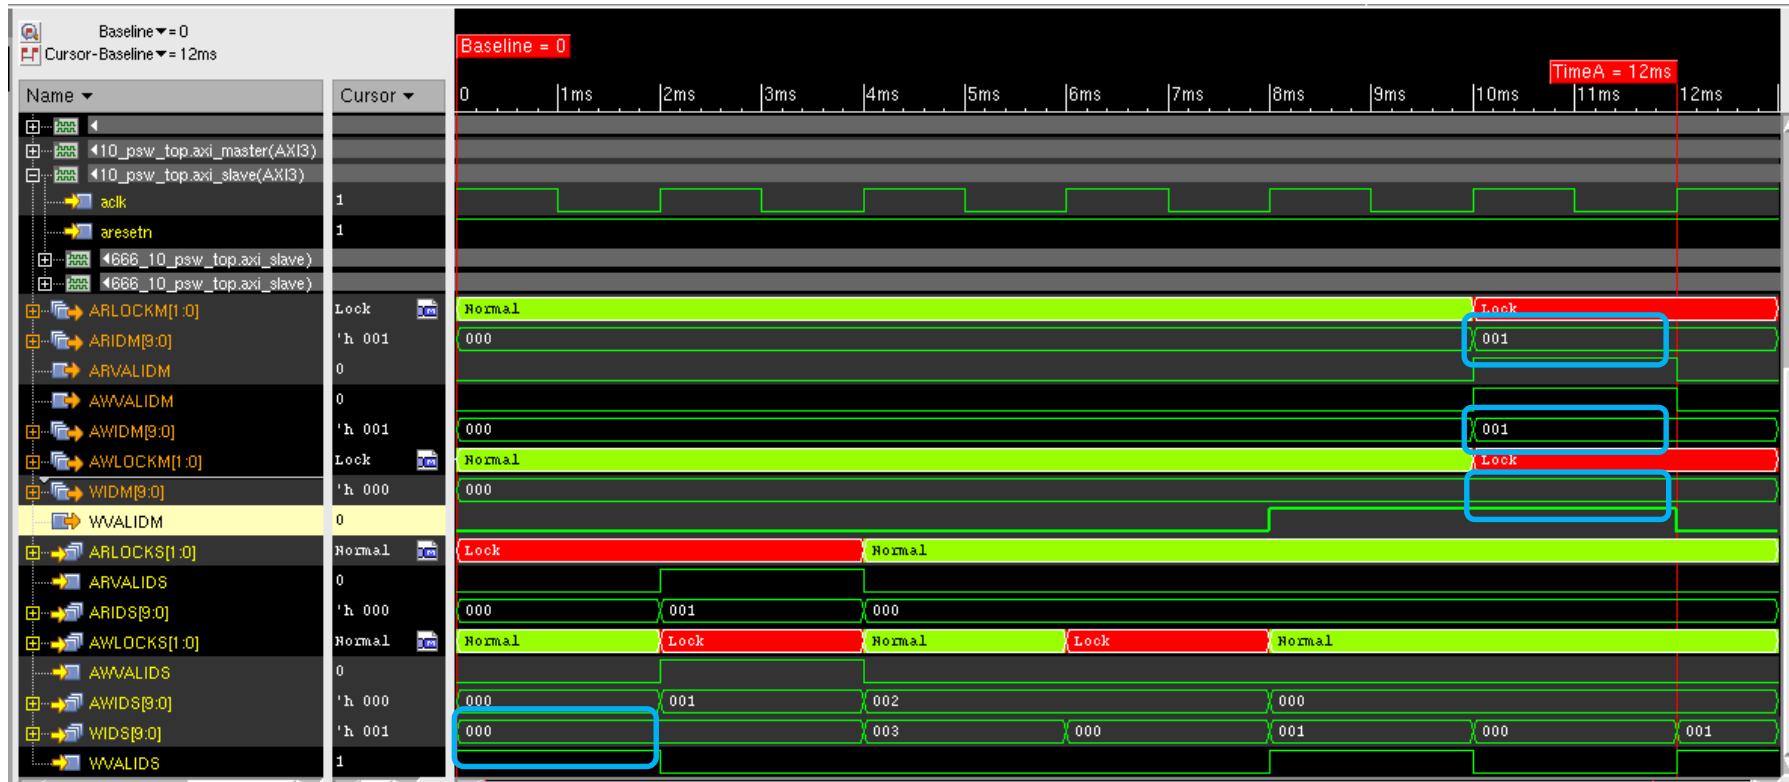 Baseline▼= 0
Cursor-Baseline▼= 12ms
Baseline = 0
TimeA = 12ms
Name ▼ Cursor ▼ 0 1ms 2ms 3ms 4ms 5ms 6ms 7ms 8ms 9ms 10ms 11ms 12ms
10_psw_top.axi_master(AXI3)
10_psw_top.axi_slave(AXI3)
aclk 1
aresetn 1
666_10_psw_top.axi_slave)
666_10_psw_top.axi_slave)
ARLOCKM[1:0] Lock Normal Lock
ARIDM[9:0] 'h 001 000 001
ARVALIDM 0
AWVALIDM 0
AWIDM[9:0] 'h 001 000 001
AWLOCKM[1:0] Lock Normal Lock
WIDM[9:0] 'h 000 000
WVALIDM 0
ARLOCKS[1:0] Normal Lock Normal
ARVALIDS 0
ARIDS[9:0] 'h 000 000 001 000
AWLOCKS[1:0] Normal Normal Lock Normal Lock Normal
AWVALIDS 0
AWIDS[9:0] 'h 000 000 001 002 000
WIDS[9:0] 'h 001 000 003 000 001 000 001
WVALIDS 1